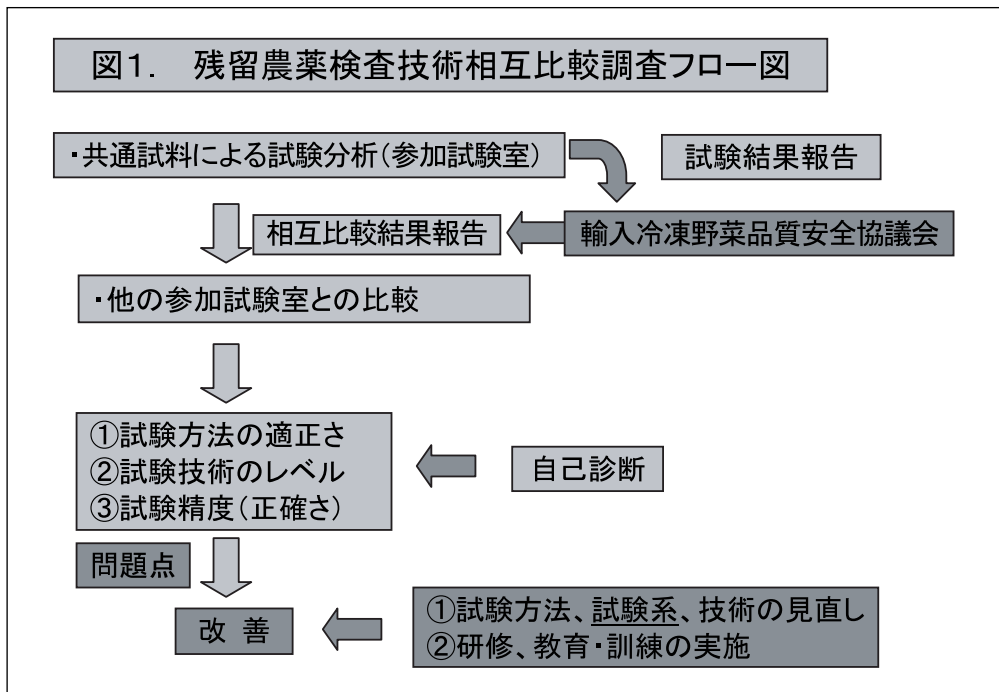 図1. 残留農薬検査技術相互比較調査フロー図
・共通試料による試験分析(参加試験室)
試験結果報告
相互比較結果報告
輸入冷凍野菜品質安全協議会
・他の参加試験室との比較
①試験方法の適正さ
②試験技術のレベル
③試験精度(正確さ)
自己診断
問題点
改 善
①試験方法、試験系、技術の見直し
②研修、教育・訓練の実施